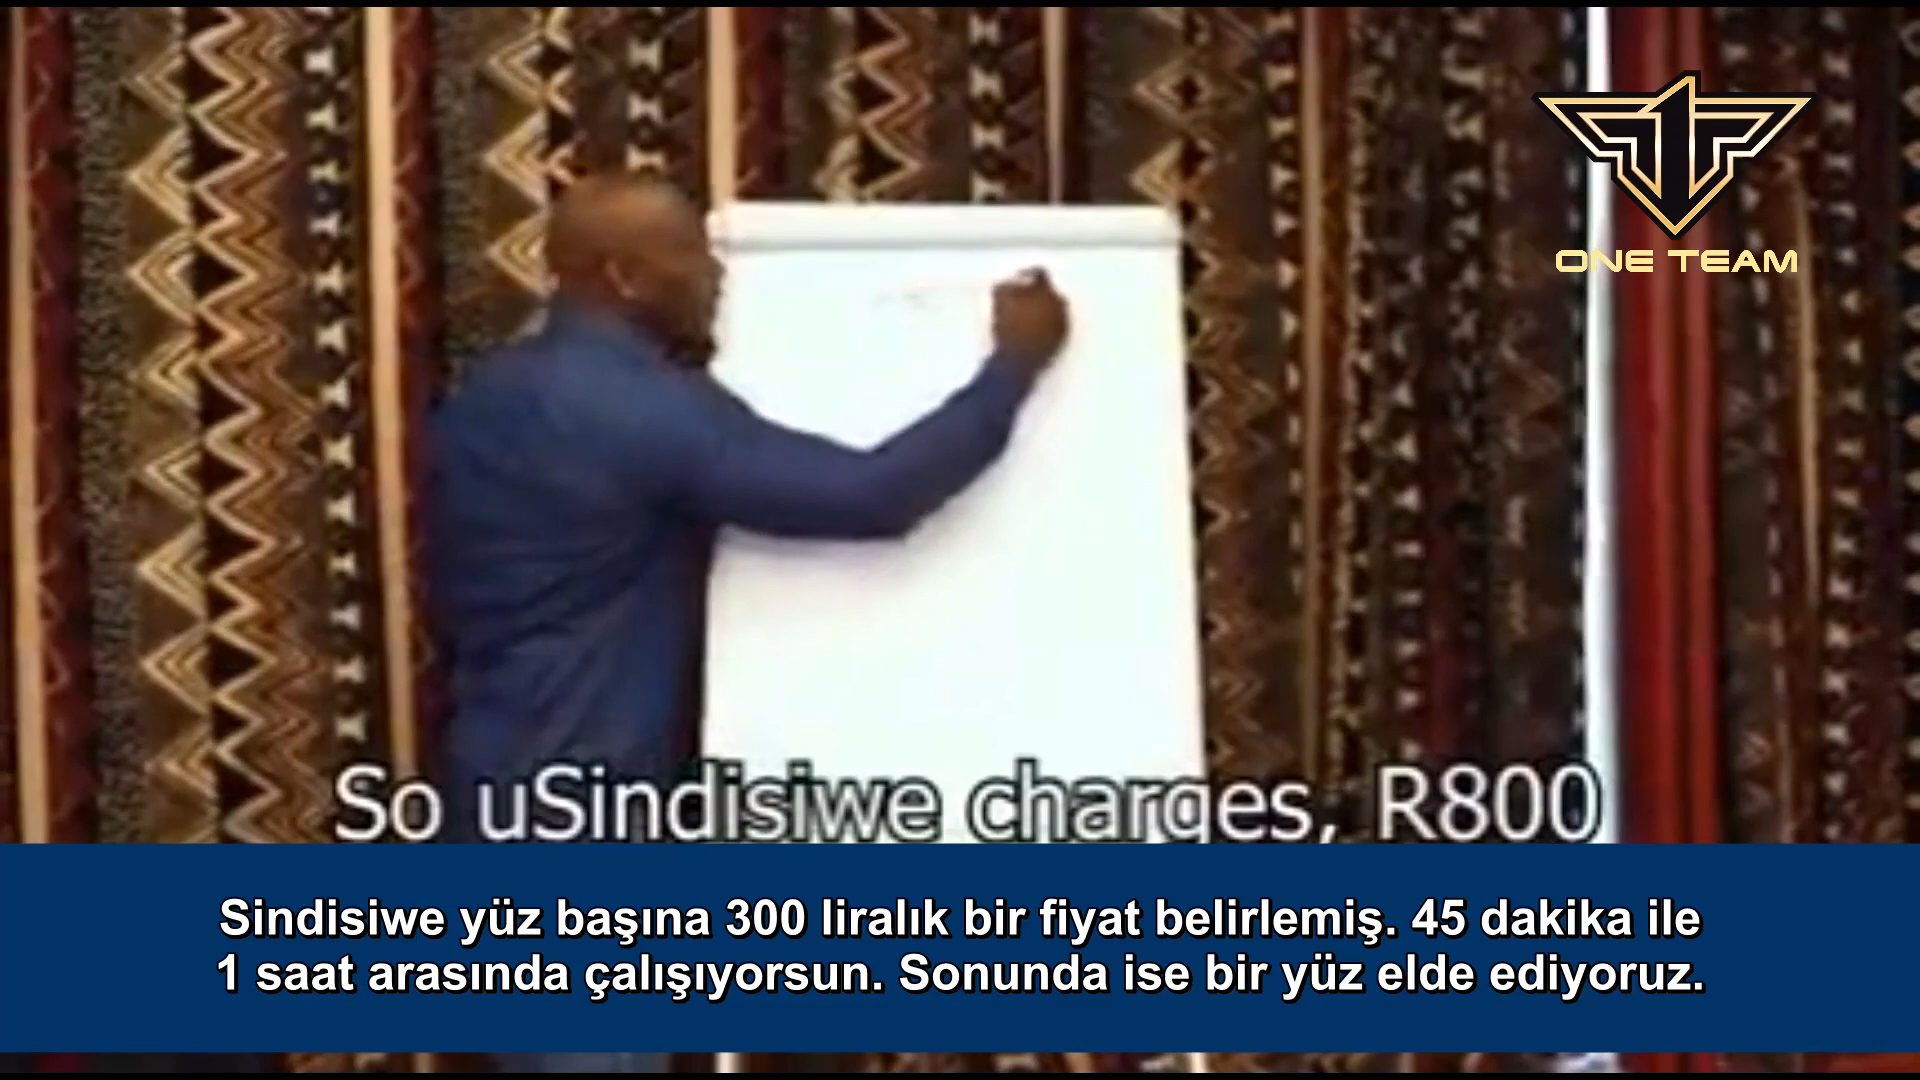 ONE TEAM
So uSindisiwe charges, R800
Sindisiwe yüz başına 300 liralık bir fiyat belirlemiş. 45 dakika ile
1 saat arasında çalışıyorsun. Sonunda ise bir yüz elde ediyoruz.